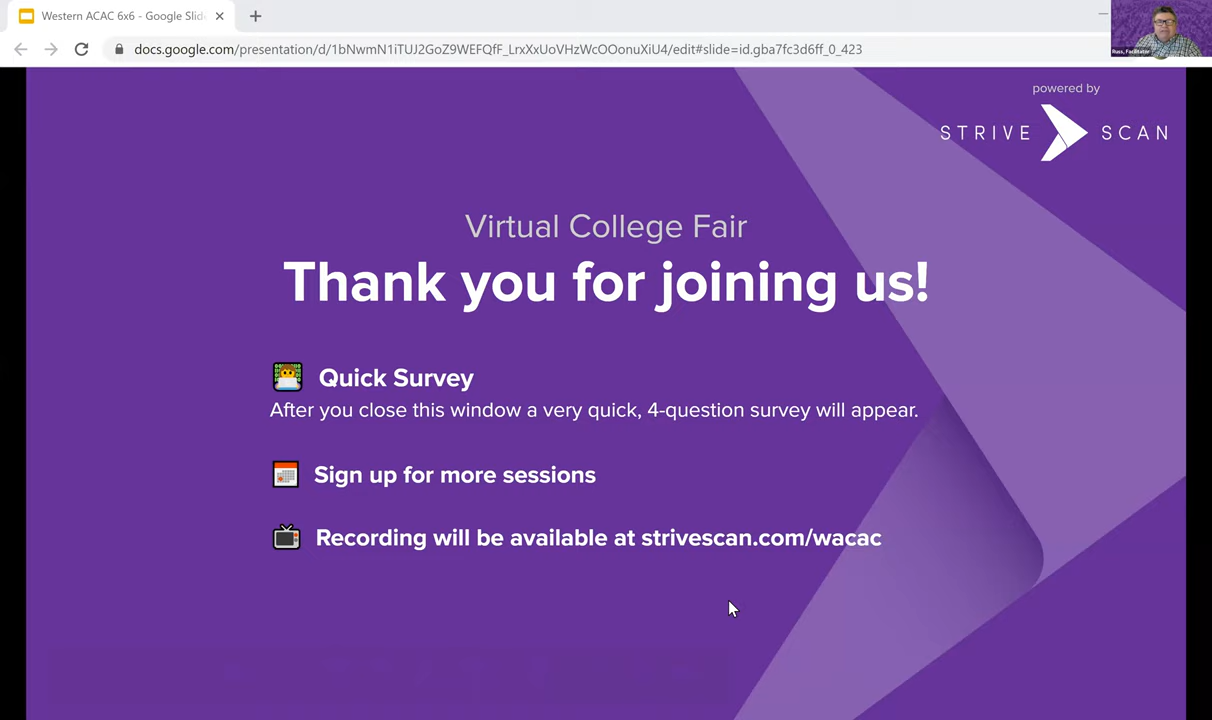 Western ACAC 6x6 - Google Slid
docs.google.com/presentation/d/1bNwmN1iTUJ2GoZ9WEFQfF_LrxXxUoVHzWcOOonuXiU4/edit#slide=id.gba7fc3d6ff_0_423
Russ, Facilitator
powered by
STRIVE SCAN
Virtual College Fair
Thank you for joining us!
Quick Survey
After you close this window a very quick, 4-question survey will appear.
Sign up for more sessions
Recording will be available at strivescan.com/wacac